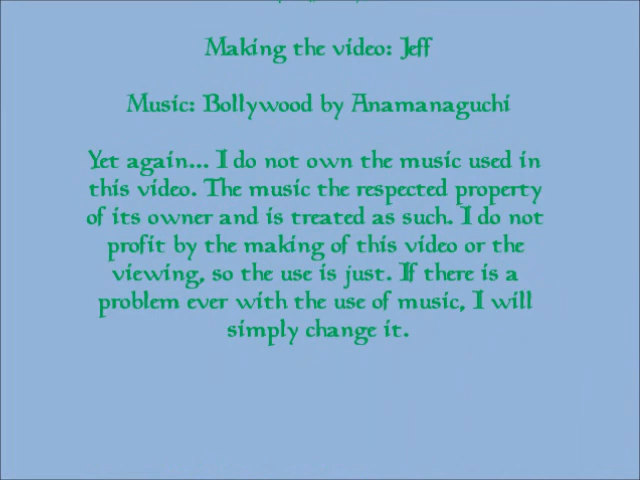 Making the video: Jeff
Music: Bollywood by Anamanaguchi
Yet again... I do not own the music used in
this video. The music the respected property
of its owner and is treated as such. I do not
profit by the making of this video or the
viewing, so the use is just. If there is a
problem ever with the use of music, I will
simply change it.